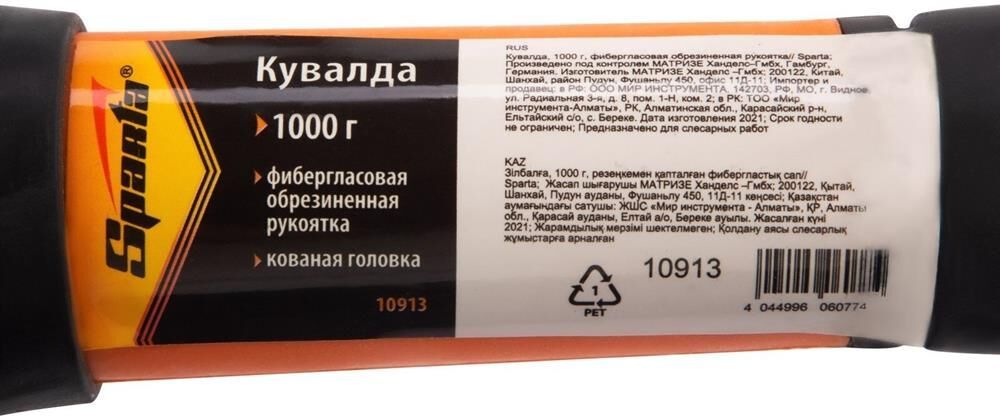 Sparta®
Кувалда
1000 г
фибергласовая
обрезиненная
рукоятка
кованая головка
10913
RUS
Кувалда, 1000 г, фибергласовая обрезиненная рукоятка// Sparta;
Произведено под контролем МАТРИЗЕ Ханделс–Гмбх, Гамбург,
Германия. Изготовитель МАТРИЗЕ Ханделс –Гмбх; 200122, Китай,
Шанхай, район Пудун, Фушаньлу 450, офис 11Д-11; Импортер и
продавец: в РФ: ООО МИР ИНСТРУМЕНТА, 142703, РФ, МО, г. Видное,
ул. Радиальная 3-я, д. 8, пом. 1-Н, ком. 2; в РК: ТОО «Мир
инструмента-Алматы», РК, Алматинская обл., Карасайский р-н,
Ельтайский с/о, с. Береке. Дата изготовления 2021; Срок годности
не ограничен; Предназначено для слесарных работ
KAZ
Зілбалға, 1000 г, резеңкемен қапталған фибергластық сап//
Sparta; Жасап шығарушы МАТРИЗЕ Ханделс –Гмбх; 200122, Қытай,
Шанхай, Пудун ауданы, Фушаньлу 450, 11Д-11 кеңсесі; Қазақстан
аумағындағы сатушы: ЖШС «Мир инструмента - Алматы», ҚР, Алматы
обл., Қарасай ауданы, Елтай а/о, Береке ауылы. Жасалған күні
2021; Жарамдылық мерзімі шектелмеген; Қолдану аясы слесарлық
жұмыстарға арналған
1
PET
10913
4 044996 060774